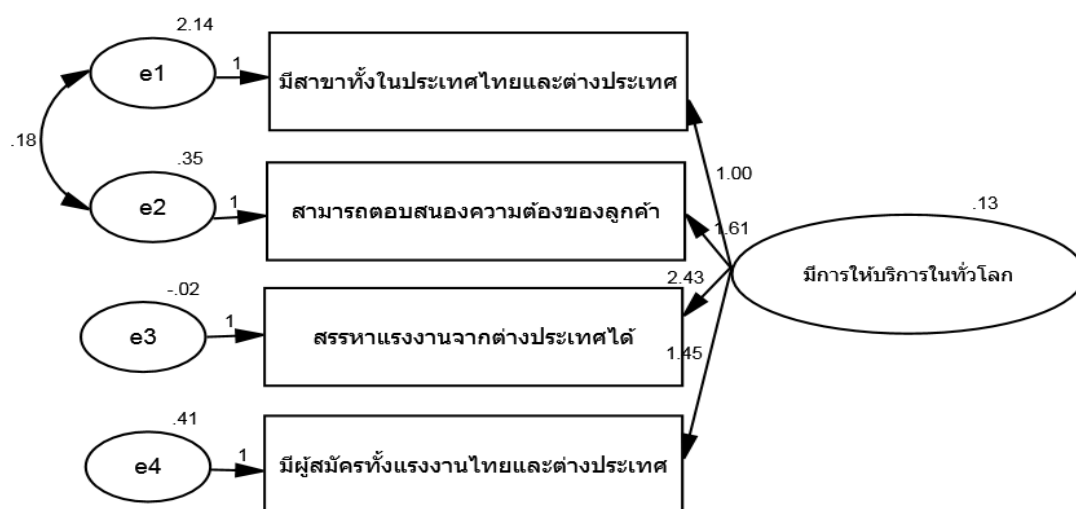 2.14
e1
1
มีสาขาทั้งในประเทศไทยและต่างประเทศ
.18
.35
e2
1
สามารถตอบสนองความต้องของลูกค้า
1.00
1.61
.13
มีการให้บริการในทั่วโลก
-.02
e3
1
สรรหาแรงงานจากต่างประเทศได้
2.43
1.45
.41
e4
1
มีผู้สมัครทั้งแรงงานไทยและต่างประเทศ